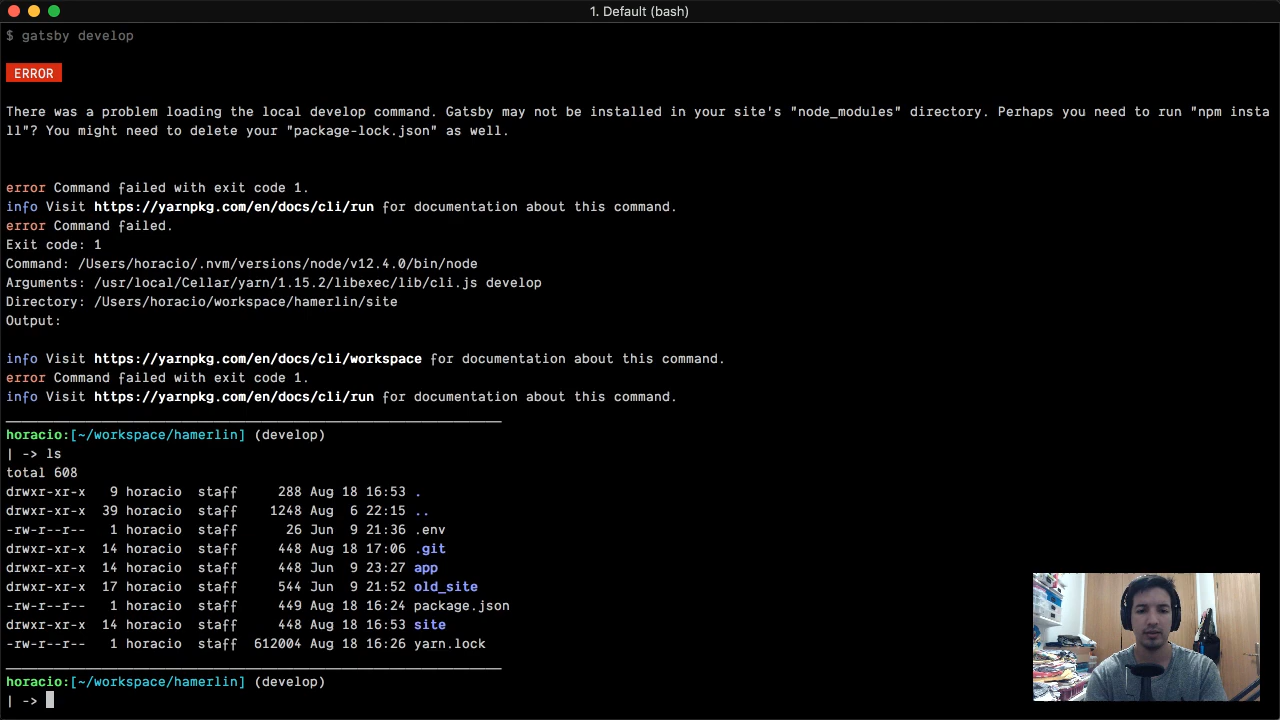 1. Default (bash)
$ gatsby develop
ERROR
There was a problem loading the local develop command. Gatsby may not be installed in your site's "node_modules" directory. Perhaps you need to run "npm insta
ll"? You might need to delete your "package-lock.json" as well.
error Command failed with exit code 1.
info Visit https://yarnpkg.com/en/docs/cli/run for documentation about this command.
error Command failed.
Exit code: 1
Command: /Users/horacio/.nvm/versions/node/v12.4.0/bin/node
Arguments: /usr/local/Cellar/yarn/1.15.2/libexec/lib/cli.js develop
Directory: /Users/horacio/workspace/hamerlin/site
Output:
info Visit https://yarnpkg.com/en/docs/cli/workspace for documentation about this command.
error Command failed with exit code 1.
info Visit https://yarnpkg.com/en/docs/cli/run for documentation about this command.
horacio:[~/workspace/hamerlin] (develop)
| -> ls
total 608
drwxr-xr-x   9 horacio  staff     288 Aug 18 16:53 .
drwxr-xr-x  39 horacio  staff    1248 Aug  6 22:15 ..
-rw-r--r--   1 horacio  staff      26 Jun  9 21:36 .env
drwxr-xr-x  14 horacio  staff     448 Aug 18 17:06 .git
drwxr-xr-x  14 horacio  staff     448 Jun  9 23:27 app
drwxr-xr-x  17 horacio  staff     544 Jun  9 21:52 old_site
-rw-r--r--   1 horacio  staff     449 Aug 18 16:24 package.json
drwxr-xr-x  14 horacio  staff     448 Aug 18 16:53 site
-rw-r--r--   1 horacio  staff  612004 Aug 18 16:26 yarn.lock
horacio:[~/workspace/hamerlin] (develop)
| ->